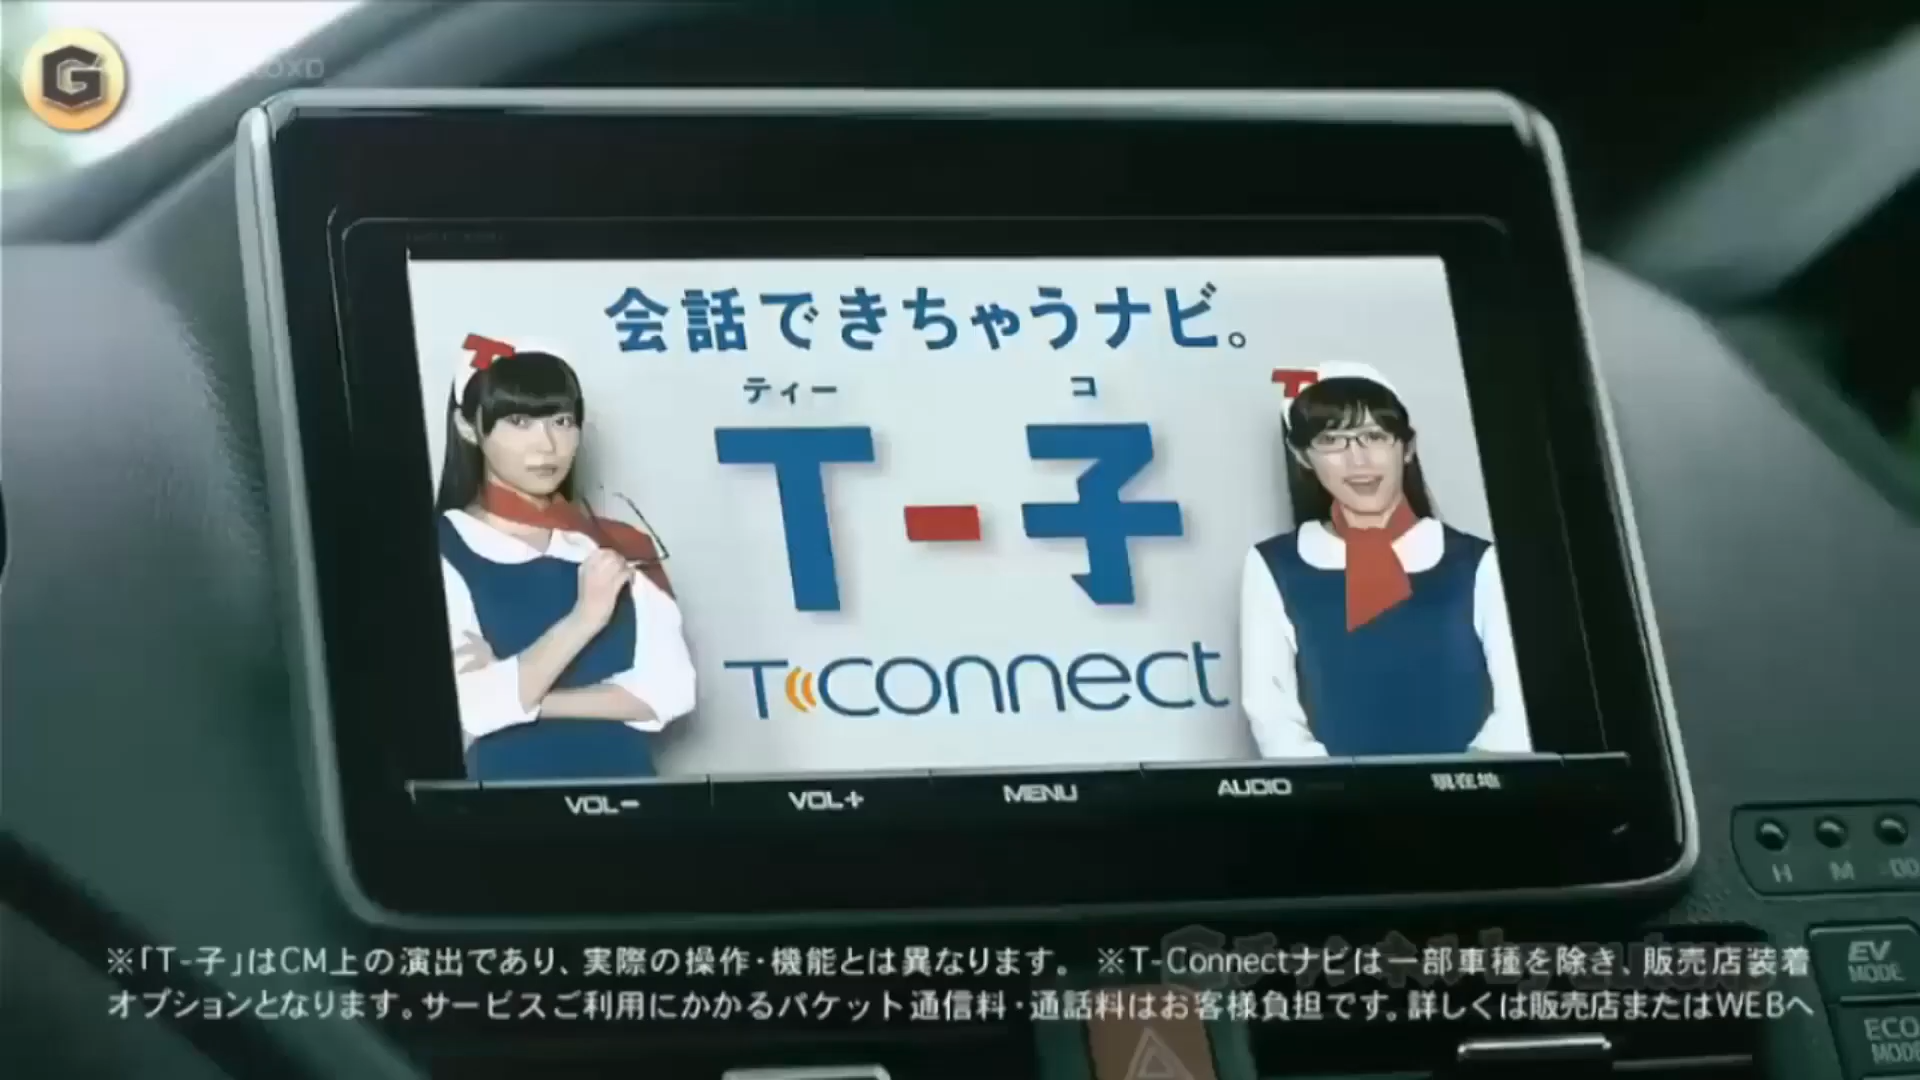 G
会話できちゃうナビ。
ティー コ
T-子
T-Connect
VOL- VOL+ MENU AUDIO 現在地
H M :00
EV MODE
※「T-子」はCM上の演出であり、実際の操作・機能とは異なります。 ※T-Connectナビは一部車種を除き、販売店装着
オプションとなります。サービスご利用にかかるパケット通信料・通話料はお客様負担です。詳しくは販売店またはWEBへ
ECO MODE